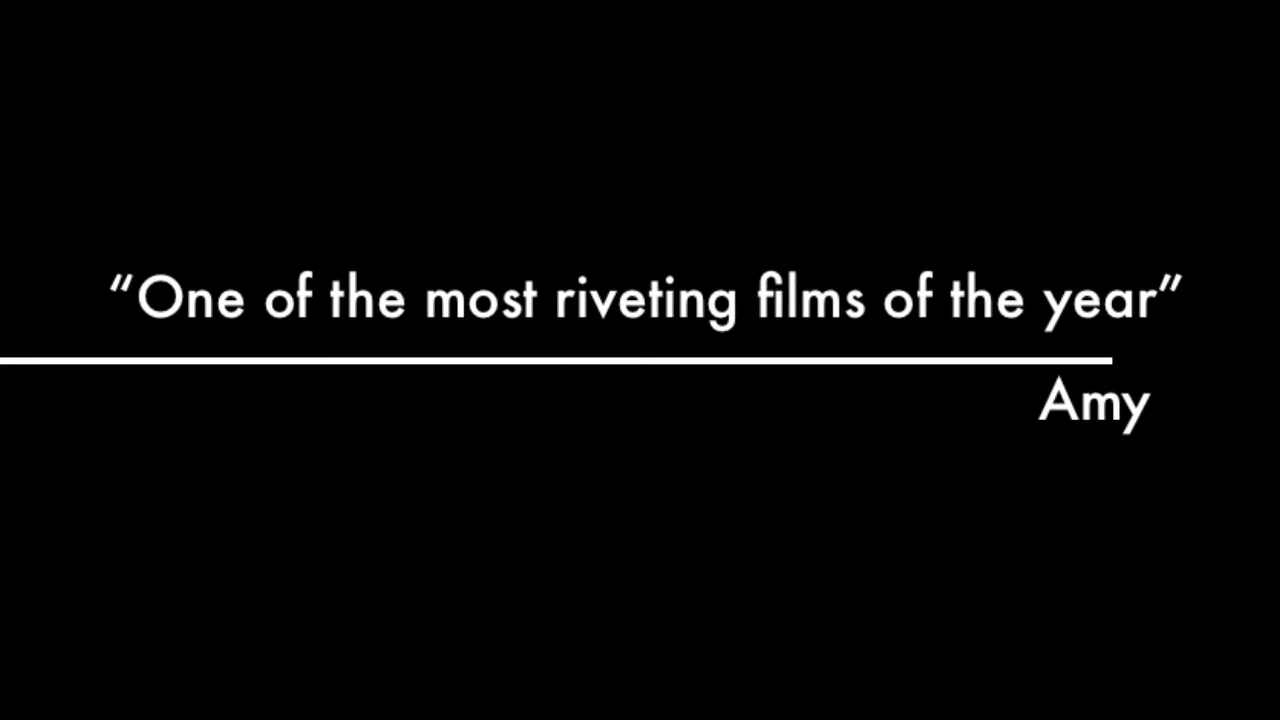 “One of the most riveting films of the year”
Amy